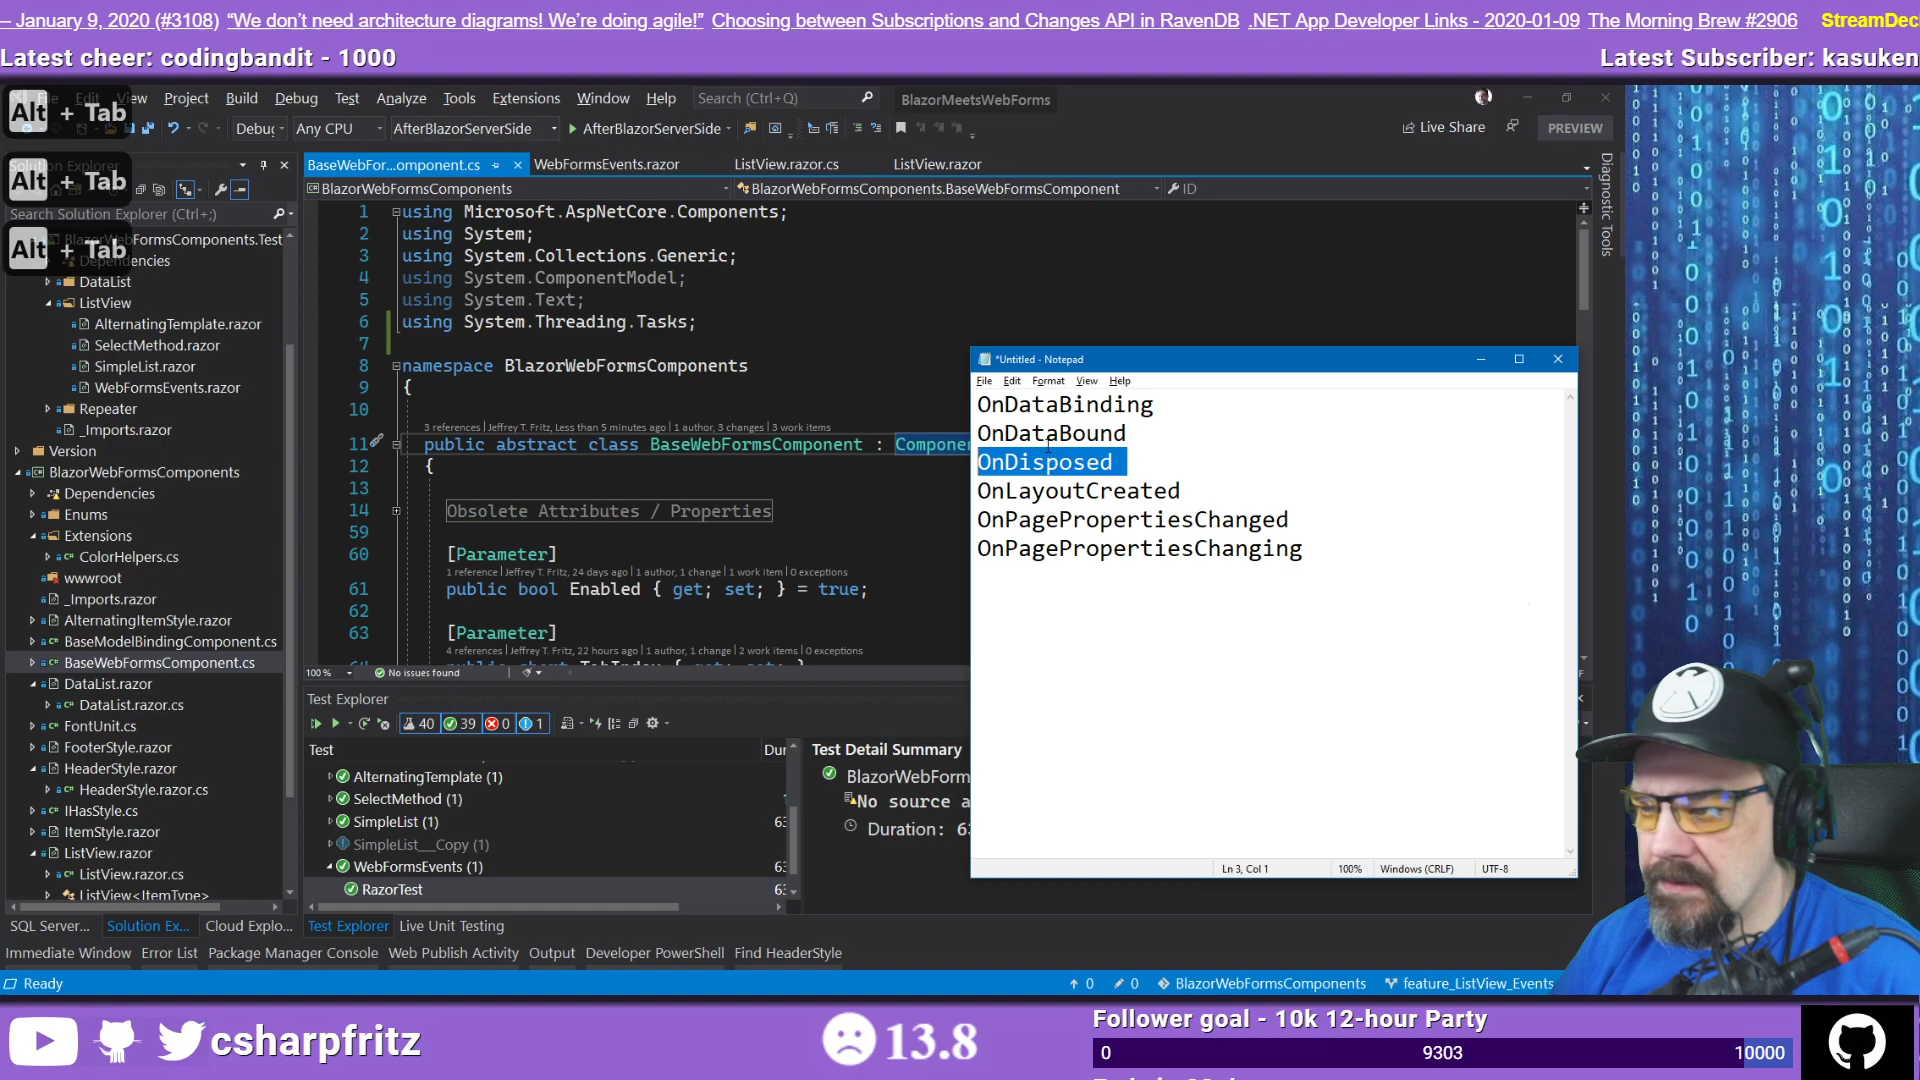 – January 9, 2020 (#3108) “We don’t need architecture diagrams! We’re doing agile!” Choosing between Subscriptions and Changes API in RavenDB .NET App Developer Links - 2020-01-09 The Morning Brew #2906 StreamDec
Latest cheer: codingbandit - 1000
Latest Subscriber: kasuken
Alt + Tab
Alt + Tab
Alt + Tab
View Project Build Debug Test Analyze Tools Extensions Window Help Search (Ctrl+Q) BlazorMeetsWebForms
Debug Any CPU AfterBlazorServerSide AfterBlazorServerSide Live Share PREVIEW
BaseWebFor...omponent.cs WebFormsEvents.razor ListView.razor.cs ListView.razor
BlazorWebFormsComponents BlazorWebFormsComponents.BaseWebFormsComponent ID
Diagnostic Tools
Search Solution Explorer (Ctrl+;)
BlazorWebFormsComponents.Test
Dependencies
DataList
ListView
AlternatingTemplate.razor
SelectMethod.razor
SimpleList.razor
WebFormsEvents.razor
Repeater
_Imports.razor
Version
BlazorWebFormsComponents
Dependencies
Enums
Extensions
ColorHelpers.cs
wwwroot
_Imports.razor
AlternatingItemStyle.razor
BaseModelBindingComponent.cs
BaseWebFormsComponent.cs
DataList.razor
DataList.razor.cs
FontUnit.cs
FooterStyle.razor
HeaderStyle.razor
HeaderStyle.razor.cs
IHasStyle.cs
ItemStyle.razor
ListView.razor
ListView.razor.cs
ListView<ItemType>
1 using Microsoft.AspNetCore.Components;
2 using System;
3 using System.Collections.Generic;
4 using System.ComponentModel;
5 using System.Text;
6 using System.Threading.Tasks;
7
8 namespace BlazorWebFormsComponents
9 {
10
3 references | Jeffrey T. Fritz, Less than 5 minutes ago | 1 author, 3 changes | 3 work items
11 public abstract class BaseWebFormsComponent : Componen
12 {
13
14 Obsolete Attributes / Properties
59
60 [Parameter]
1 reference | Jeffrey T. Fritz, 24 days ago | 1 author, 1 change | 1 work item | 0 exceptions
61 public bool Enabled { get; set; } = true;
62
63 [Parameter]
4 references | Jeffrey T. Fritz, 22 hours ago | 1 author, 1 change | 2 work items | 0 exceptions
100% No issues found
*Untitled - Notepad
File Edit Format View Help
OnDataBinding
OnDataBound
OnDisposed
OnLayoutCreated
OnPagePropertiesChanged
OnPagePropertiesChanging
Ln 3, Col 1 100% Windows (CRLF) UTF-8
Test Explorer
40 39 0 1
Test Dur
AlternatingTemplate (1)
SelectMethod (1)
SimpleList (1) 63
SimpleList__Copy (1)
WebFormsEvents (1) 63
RazorTest 63
Test Detail Summary
BlazorWebForm
No source a
Duration: 63
SQL Server... Solution Ex... Cloud Explo... Test Explorer Live Unit Testing
Immediate Window Error List Package Manager Console Web Publish Activity Output Developer PowerShell Find HeaderStyle
Ready 0 0 BlazorWebFormsComponents feature_ListView_Events
csharpfritz
13.8
Follower goal - 10k 12-hour Party
0 9303 10000